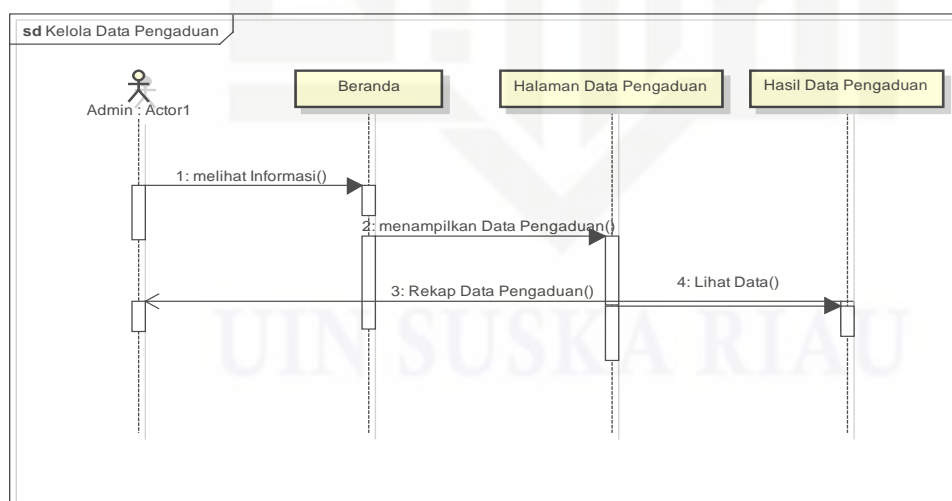 sd Kelola Data Pengaduan
Beranda
Halaman Data Pengaduan
Hasil Data Pengaduan
Admin : Actor1
1: melihat Informasi()
2: menampilkan Data Pengaduan()
4: Lihat Data()
3: Rekap Data Pengaduan()
UIN SUSKA RIAU